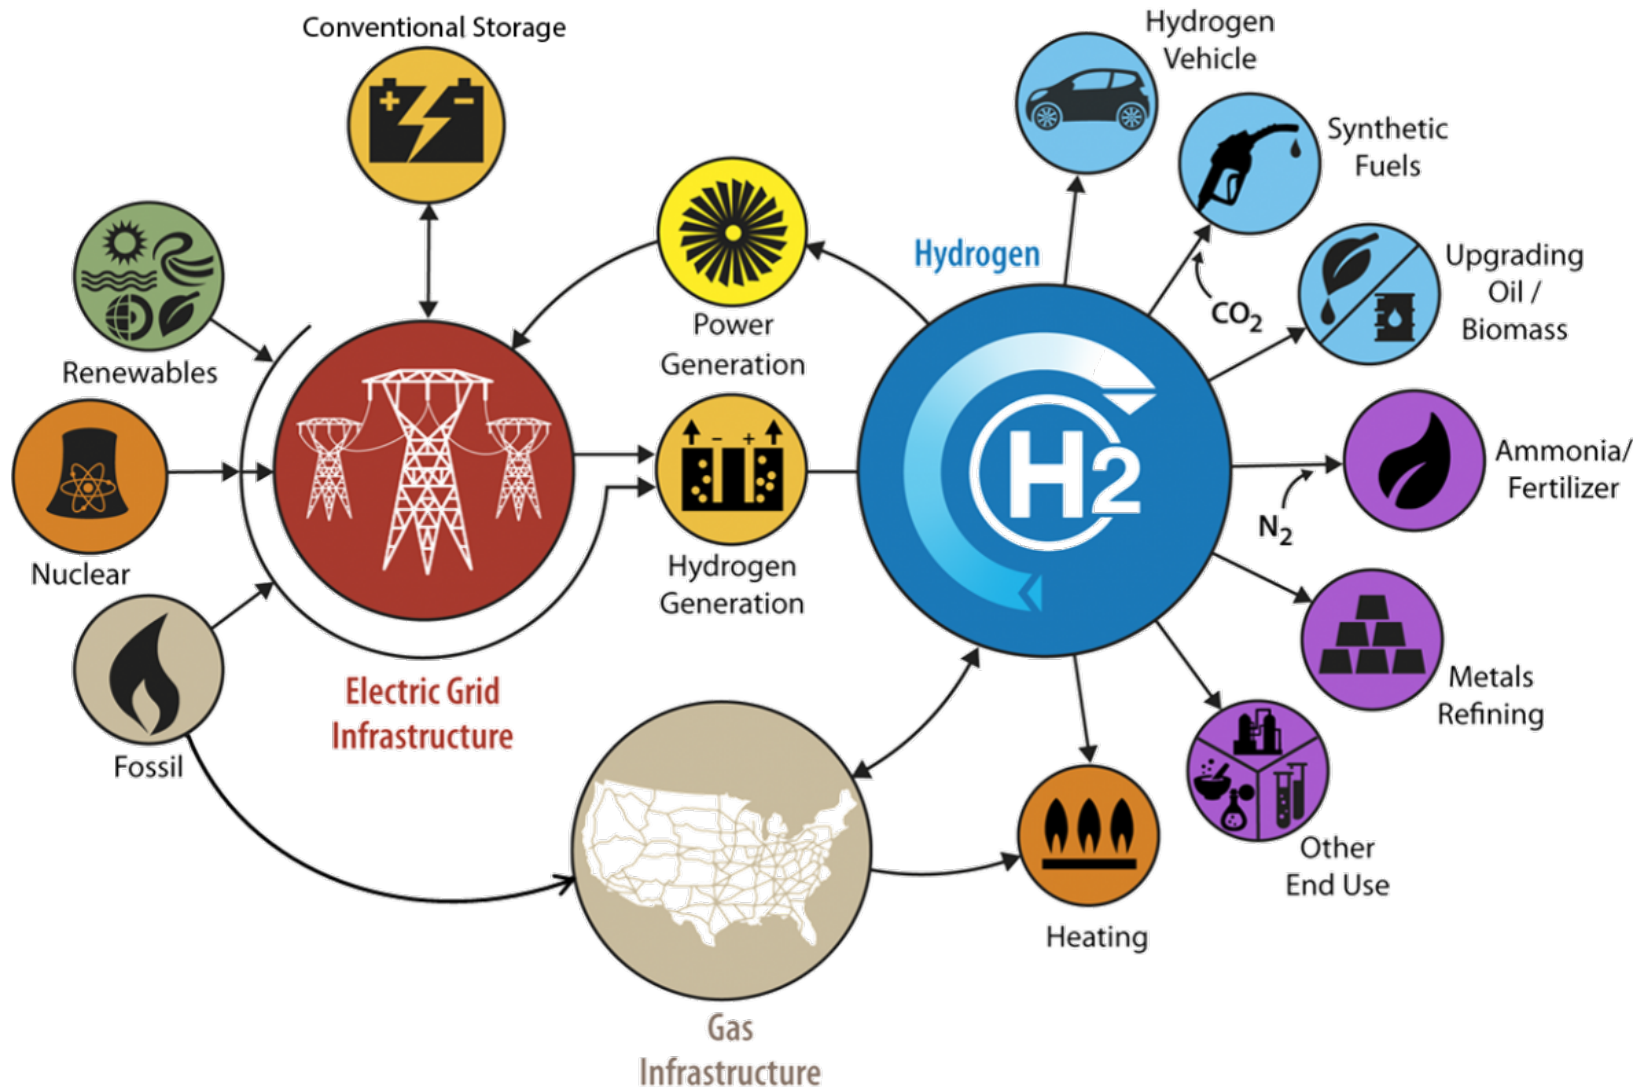 Conventional Storage
Hydrogen
Vehicle
Synthetic
Fuels
Renewables
Power
Generation
Hydrogen
CO2
Upgrading
Oil /
Biomass
+ -
Nuclear
- +
Hydrogen
Generation
H2
Ammonia/
Fertilizer
N2
Fossil
Electric Grid
Infrastructure
Metals
Refining
Other
End Use
Heating
Gas
Infrastructure